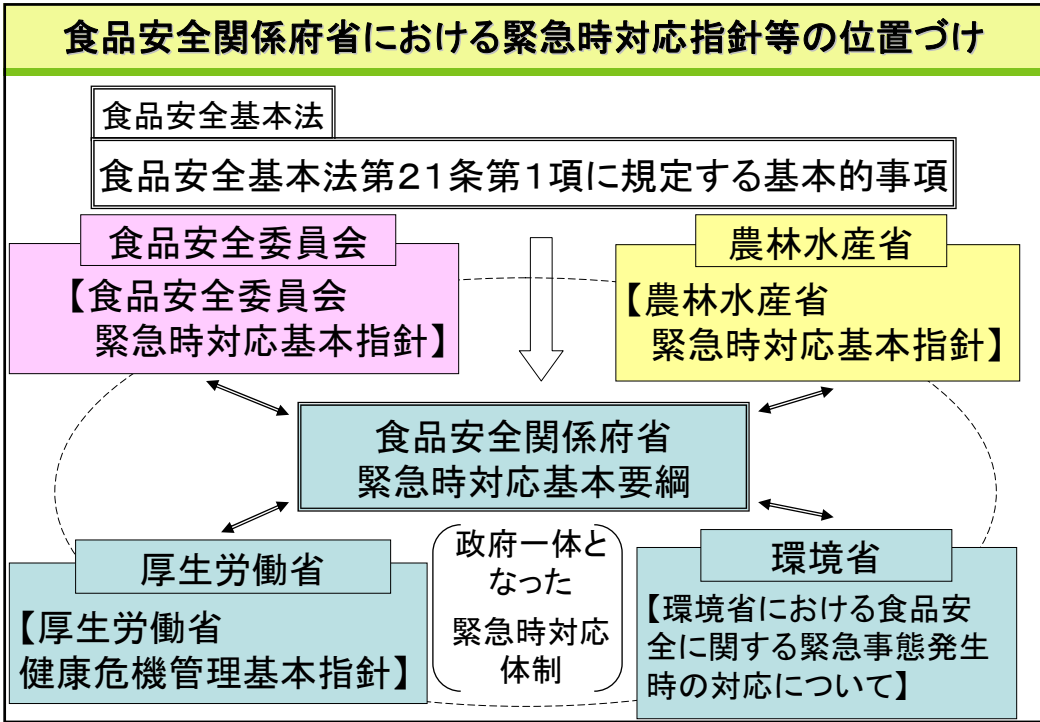 食品安全関係府省における緊急時対応指針等の位置づけ
食品安全基本法
食品安全基本法第21条第1項に規定する基本的事項
食品安全委員会
【食品安全委員会
緊急時対応基本指針】
農林水産省
【農林水産省
緊急時対応基本指針】
食品安全関係府省
緊急時対応基本要綱
厚生労働省
【厚生労働省
健康危機管理基本指針】
政府一体と
なった
緊急時対応
体制
環境省
【環境省における食品安
全に関する緊急事態発生
時の対応について】